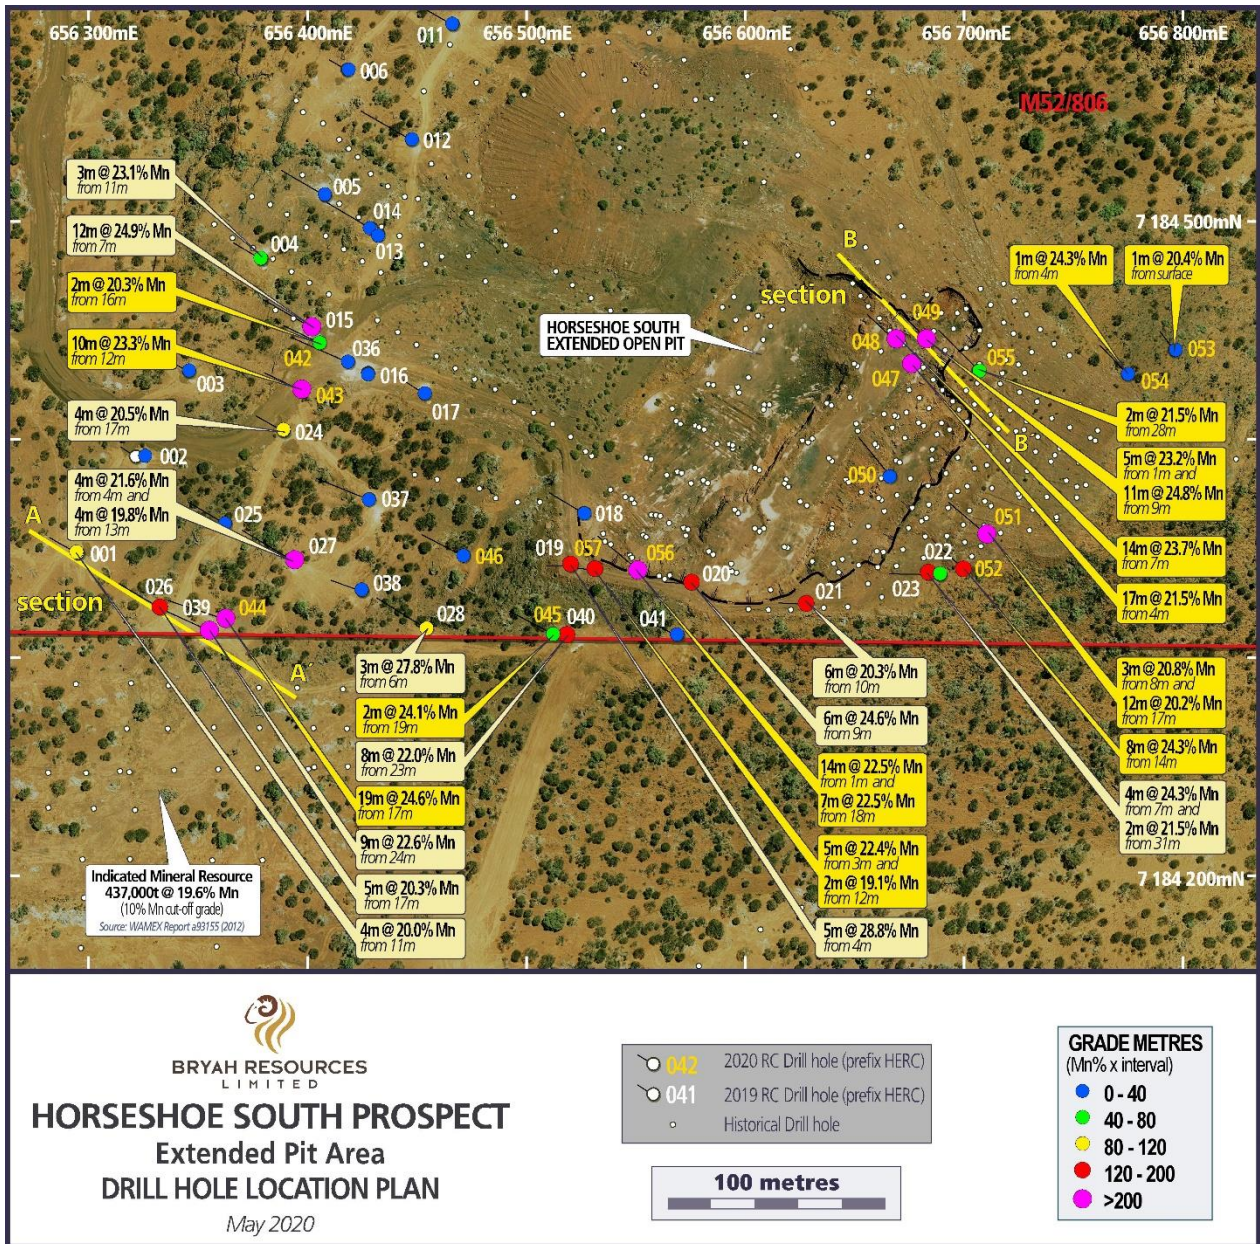 656 300mE
656 400mE
656 500mE
656 600mE
656 700mE
656 800mE
011
006
M52/806
012
3m @ 23.1% Mn
from 11m
005
014
013
004
12m @ 24.9% Mn
from 7m
7 184 500mN
B
1m @ 24.3% Mn
from 4m
1m @ 20.4% Mn
from surface
2m @ 20.3% Mn
from 16m
section
015
042
HORSESHOE SOUTH
EXTENDED OPEN PIT
049
048
047
053
10m @ 23.3% Mn
from 12m
036
003
016
043
017
055
054
4m @ 20.5% Mn
from 17m
024
2m @ 21.5% Mn
from 28m
B
002
4m @ 21.6% Mn
from 4m and
4m @ 19.8% Mn
from 13m
037
050
5m @ 23.2% Mn
from 1m and
11m @ 24.8% Mn
from 9m
A
025
018
051
001
027
046
019
057
056
022
14m @ 23.7% Mn
from 7m
section
026
039
044
038
020
021
023
052
17m @ 21.5% Mn
from 4m
028
045
040
041
A´
3m @ 27.8% Mn
from 6m
6m @ 20.3% Mn
from 10m
3m @ 20.8% Mn
from 8m and
12m @ 20.2% Mn
from 17m
2m @ 24.1% Mn
from 19m
6m @ 24.6% Mn
from 9m
8m @ 22.0% Mn
from 23m
14m @ 22.5% Mn
from 1m and
7m @ 22.5% Mn
from 18m
8m @ 24.3% Mn
from 14m
19m @ 24.6% Mn
from 17m
4m @ 24.3% Mn
from 7m and
2m @ 21.5% Mn
from 31m
9m @ 22.6% Mn
from 24m
5m @ 22.4% Mn
from 3m and
2m @ 19.1% Mn
from 12m
Indicated Mineral Resource
437,000t @ 19.6% Mn
(10% Mn cut-off grade)
Source: WAMEX Report a93155 (2012)
5m @ 20.3% Mn
from 17m
7 184 200mN
4m @ 20.0% Mn
from 11m
5m @ 28.8% Mn
from 4m
BRYAH RESOURCES
LIMITED
HORSESHOE SOUTH PROSPECT
Extended Pit Area
DRILL HOLE LOCATION PLAN
May 2020
042 2020 RC Drill hole (prefix HERC)
041 2019 RC Drill hole (prefix HERC)
Historical Drill hole
100 metres
GRADE METRES
(Mn% x interval)
0 - 40
40 - 80
80 - 120
120 - 200
>200